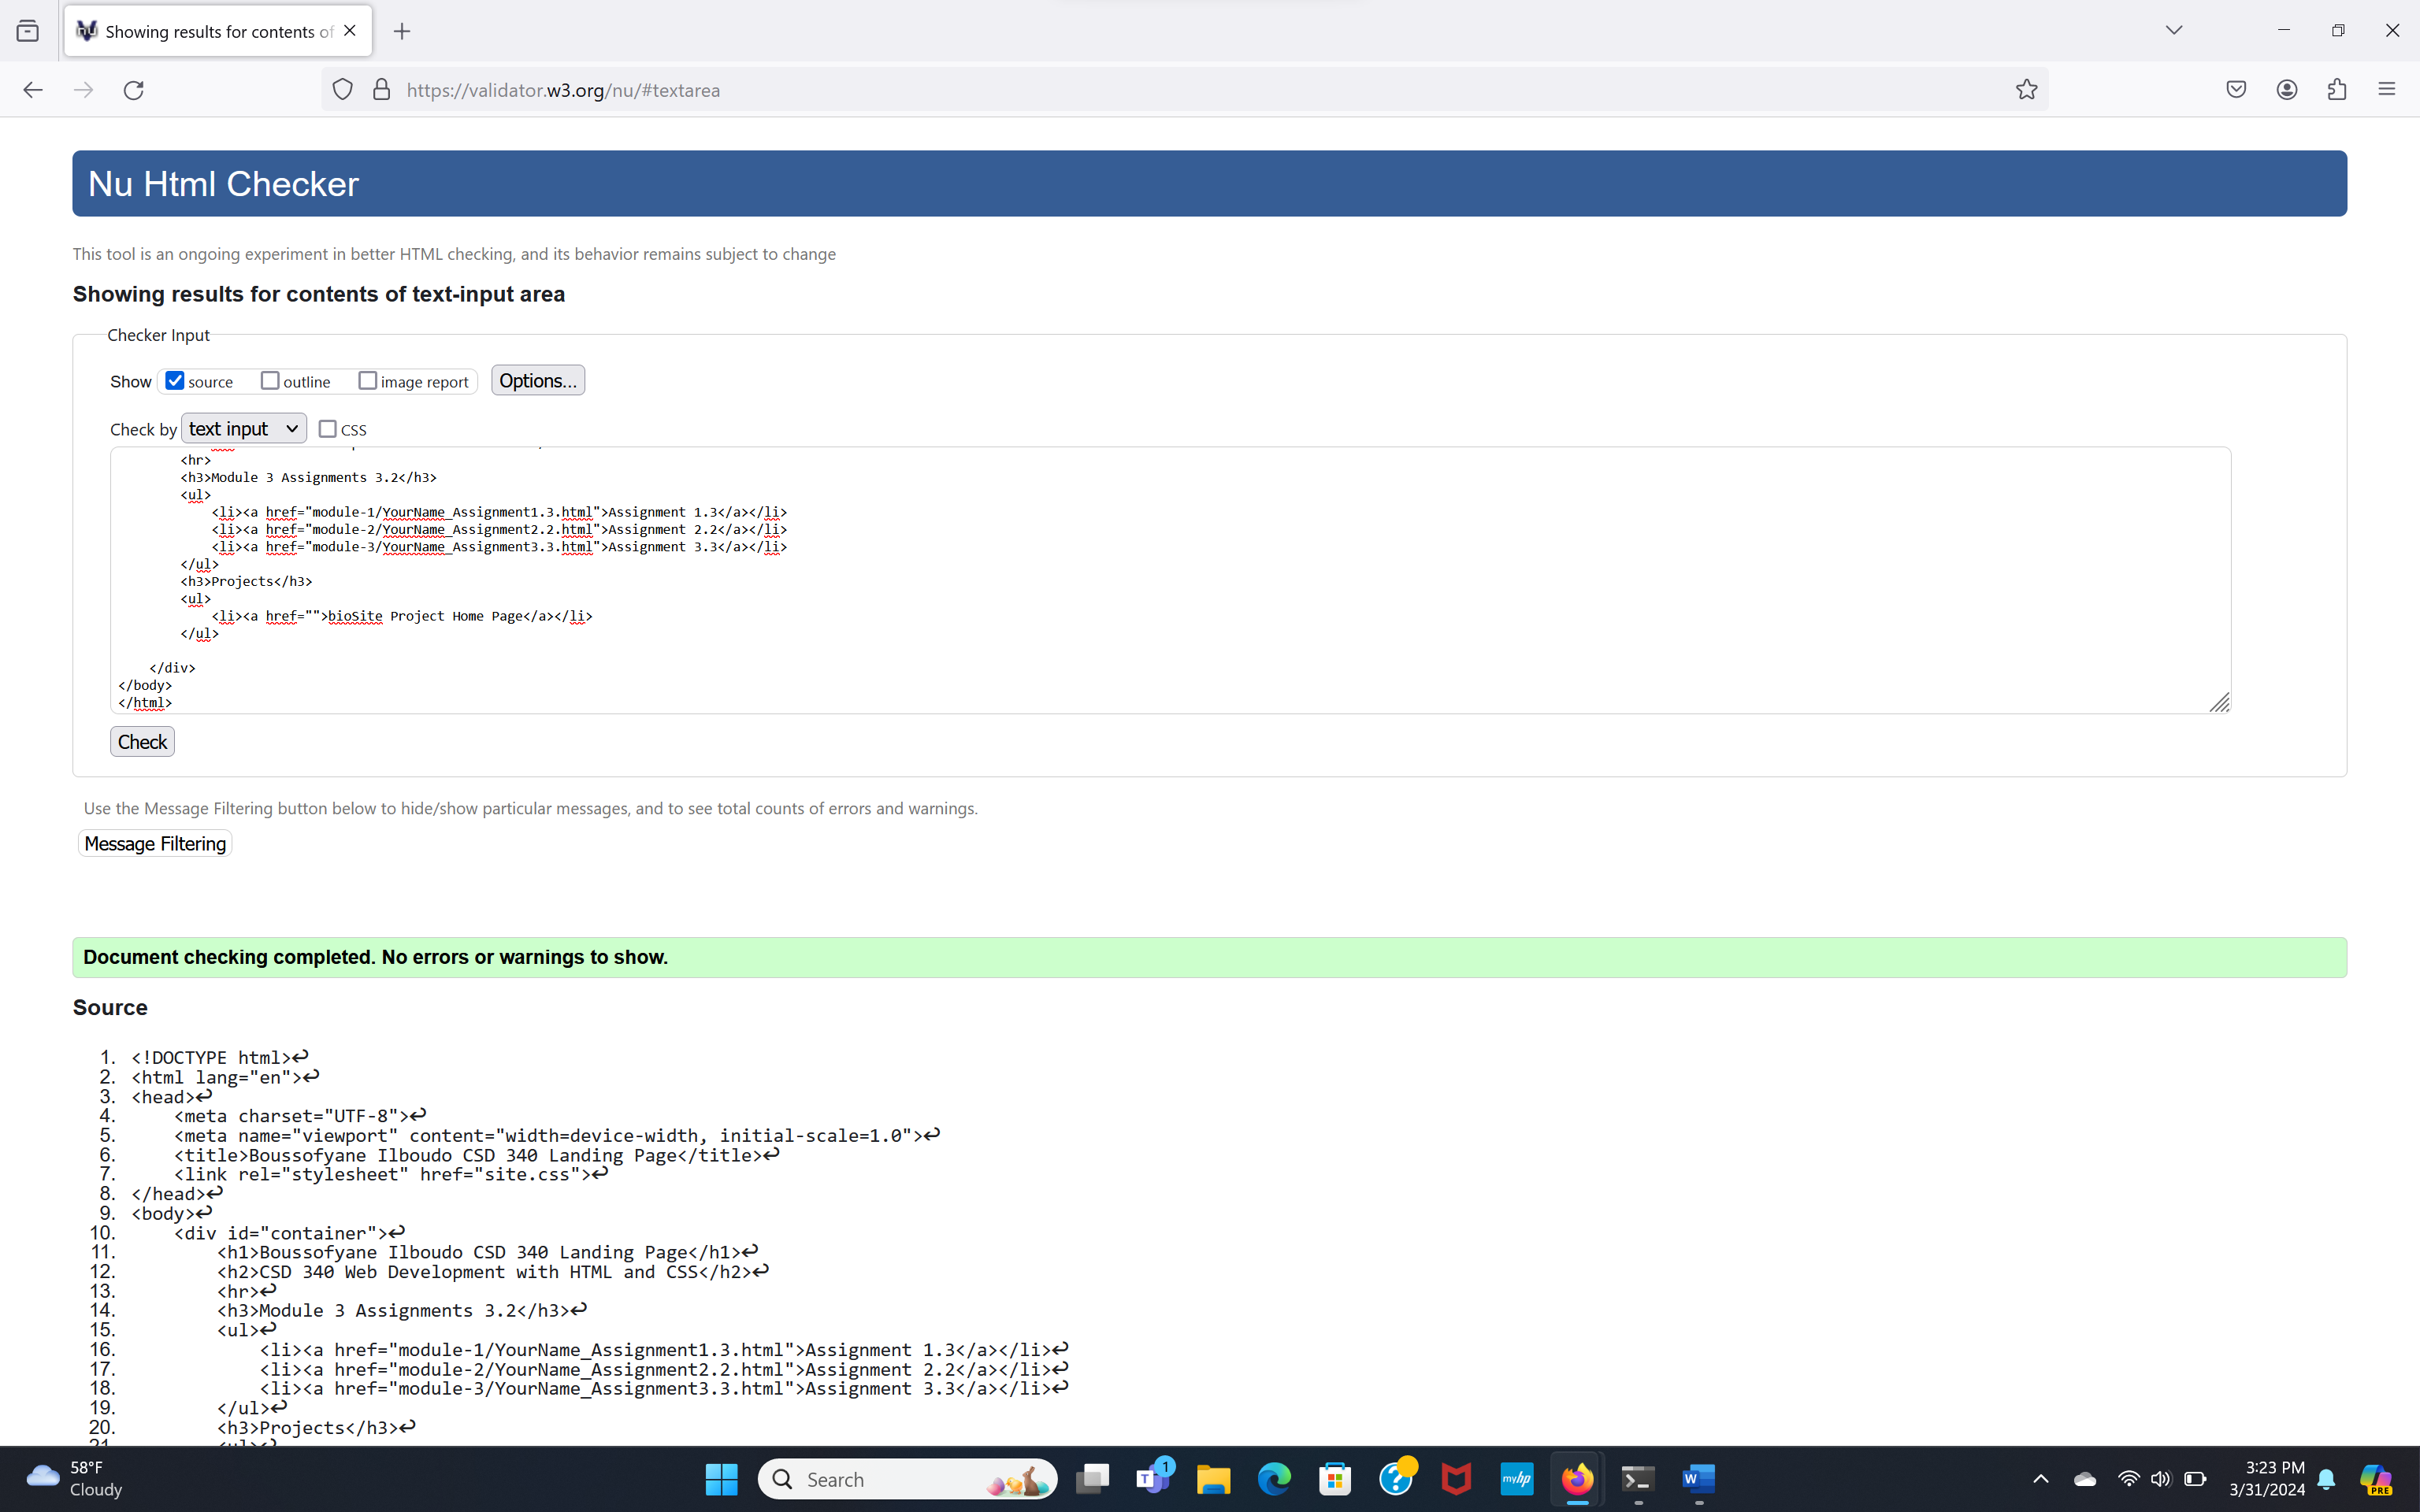 Showing results for contents of
https://validator.w3.org/nu/#textarea
Nu Html Checker
This tool is an ongoing experiment in better HTML checking, and its behavior remains subject to change
Showing results for contents of text-input area
Checker Input
Show source outline image report Options...
Check by text input CSS
<hr>
<h3>Module 3 Assignments 3.2</h3>
<ul>
<li><a href="module-1/YourName_Assignment1.3.html">Assignment 1.3</a></li>
<li><a href="module-2/YourName_Assignment2.2.html">Assignment 2.2</a></li>
<li><a href="module-3/YourName_Assignment3.3.html">Assignment 3.3</a></li>
</ul>
<h3>Projects</h3>
<ul>
<li><a href="">bioSite Project Home Page</a></li>
</ul>
</div>
</body>
</html>
Check
Use the Message Filtering button below to hide/show particular messages, and to see total counts of errors and warnings.
Message Filtering
Document checking completed. No errors or warnings to show.
Source
1. <!DOCTYPE html>↩
2. <html lang="en">↩
3. <head>↩
4. <meta charset="UTF-8">↩
5. <meta name="viewport" content="width=device-width, initial-scale=1.0">↩
6. <title>Boussofyane Ilboudo CSD 340 Landing Page</title>↩
7. <link rel="stylesheet" href="site.css">↩
8. </head>↩
9. <body>↩
10. <div id="container">↩
11. <h1>Boussofyane Ilboudo CSD 340 Landing Page</h1>↩
12. <h2>CSD 340 Web Development with HTML and CSS</h2>↩
13. <hr>↩
14. <h3>Module 3 Assignments 3.2</h3>↩
15. <ul>↩
16. <li><a href="module-1/YourName_Assignment1.3.html">Assignment 1.3</a></li>↩
17. <li><a href="module-2/YourName_Assignment2.2.html">Assignment 2.2</a></li>↩
18. <li><a href="module-3/YourName_Assignment3.3.html">Assignment 3.3</a></li>↩
19. </ul>↩
20. <h3>Projects</h3>↩
58°F
Cloudy
Search
1
myhp
3:23 PM
3/31/2024
PRE